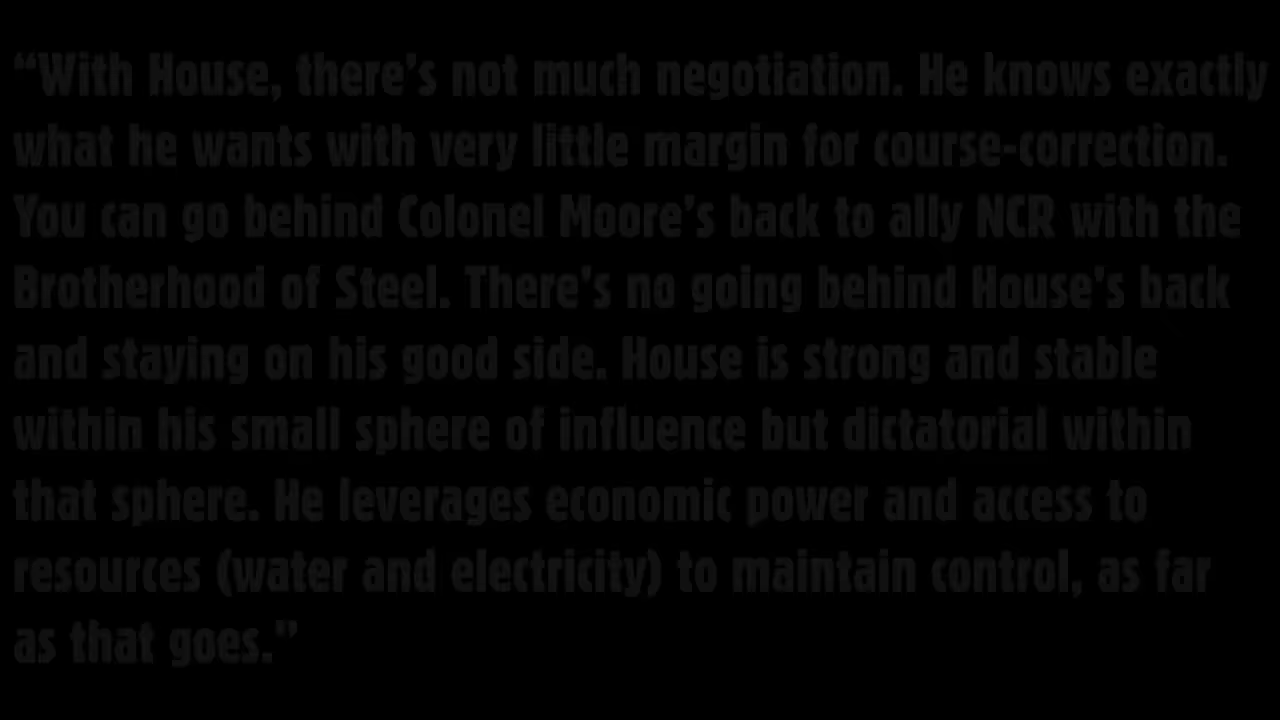 “With House, there’s not much negotiation. He knows exactly
what he wants with very little margin for course-correction.
You can go behind Colonel Moore’s back to ally NCR with the
Brotherhood of Steel. There’s no going behind House's back
and staying on his good side. House is strong and stable
within his small sphere of influence but dictatorial within
that sphere. He leverages economic power and access to
resources (water and electricity) to maintain control, as far
as that goes.”